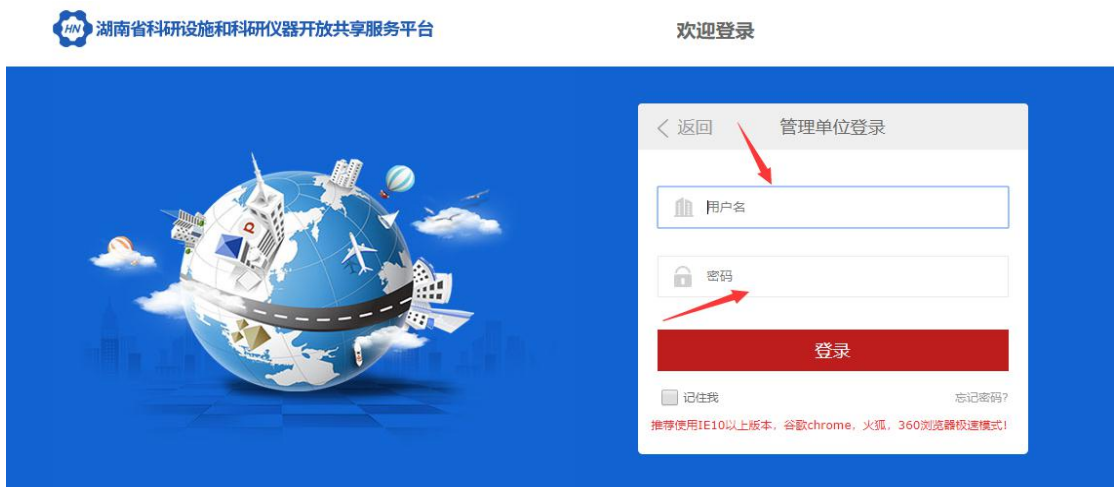 HN 湖南省科研设施和科研仪器开放共享服务平台
欢迎登录
返回 管理单位登录
用户名
密码
登录
记住我 忘记密码?
推荐使用IE10以上版本，谷歌chrome，火狐，360浏览器极速模式!